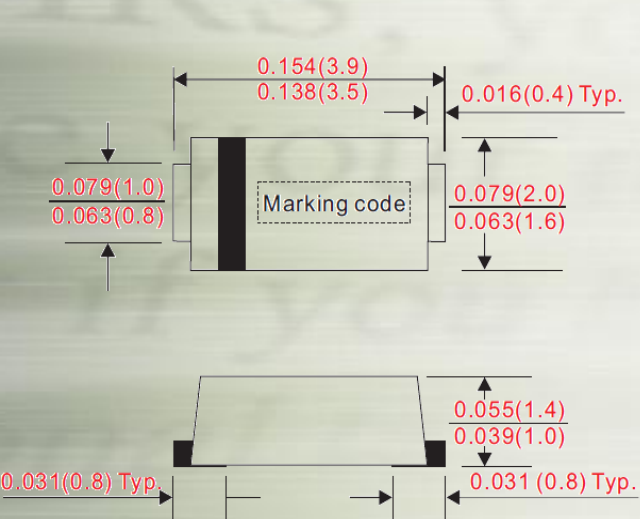 0.154(3.9)
0.138(3.5)
0.016(0.4) Typ.
0.079(1.0)
0.063(0.8)
Marking code
0.079(2.0)
0.063(1.6)
0.055(1.4)
0.039(1.0)
0.031(0.8) Typ.
0.031 (0.8) Typ.